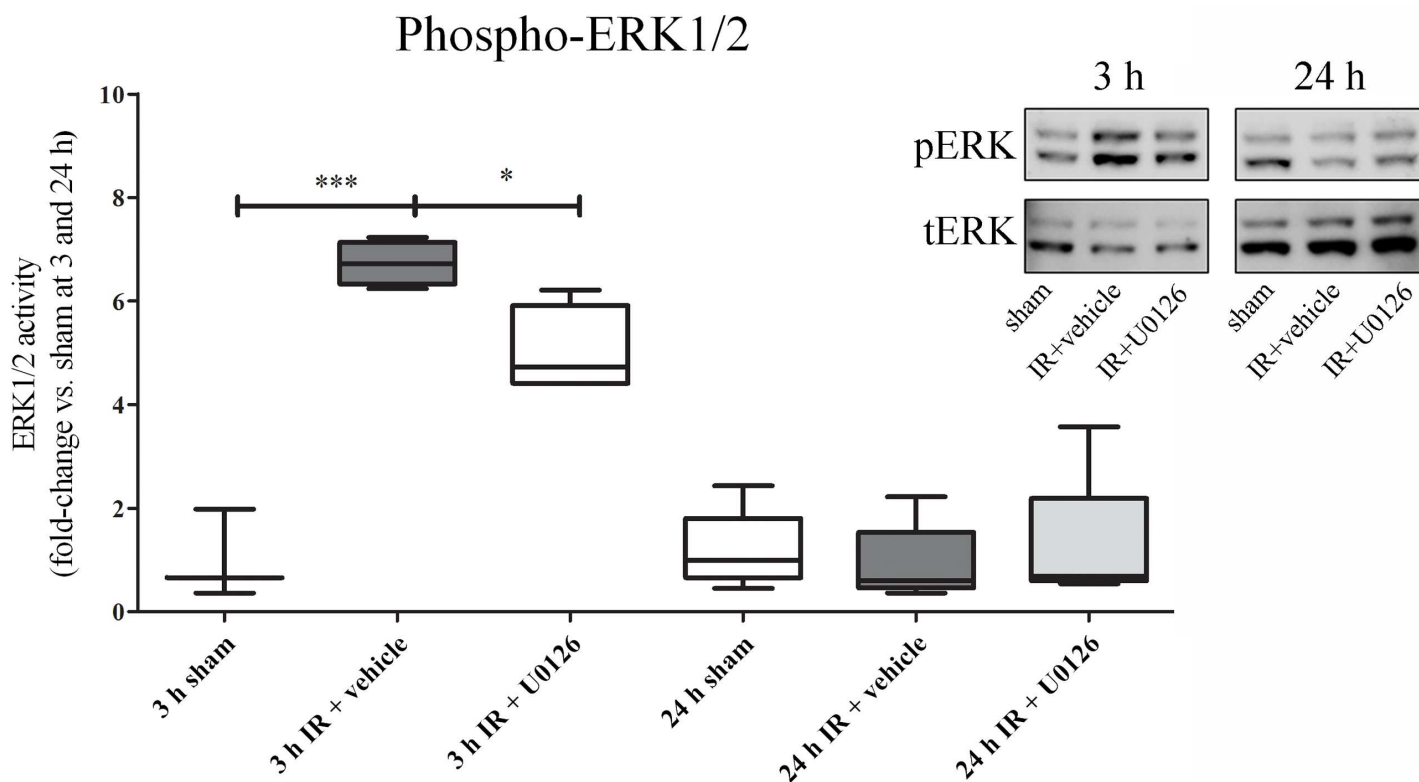 Phospho-ERK1/2
ERK1/2 activity
(fold-change vs. sham at 3 and 24 h)
10
8
6
4
2
0
***
*
3 h sham
3 h IR + vehicle
3 h IR + U0126
24 h sham
24 h IR + vehicle
24 h IR + U0126
3 h
24 h
pERK
tERK
sham
IR+vehicle
IR+U0126
sham
IR+vehicle
IR+U0126